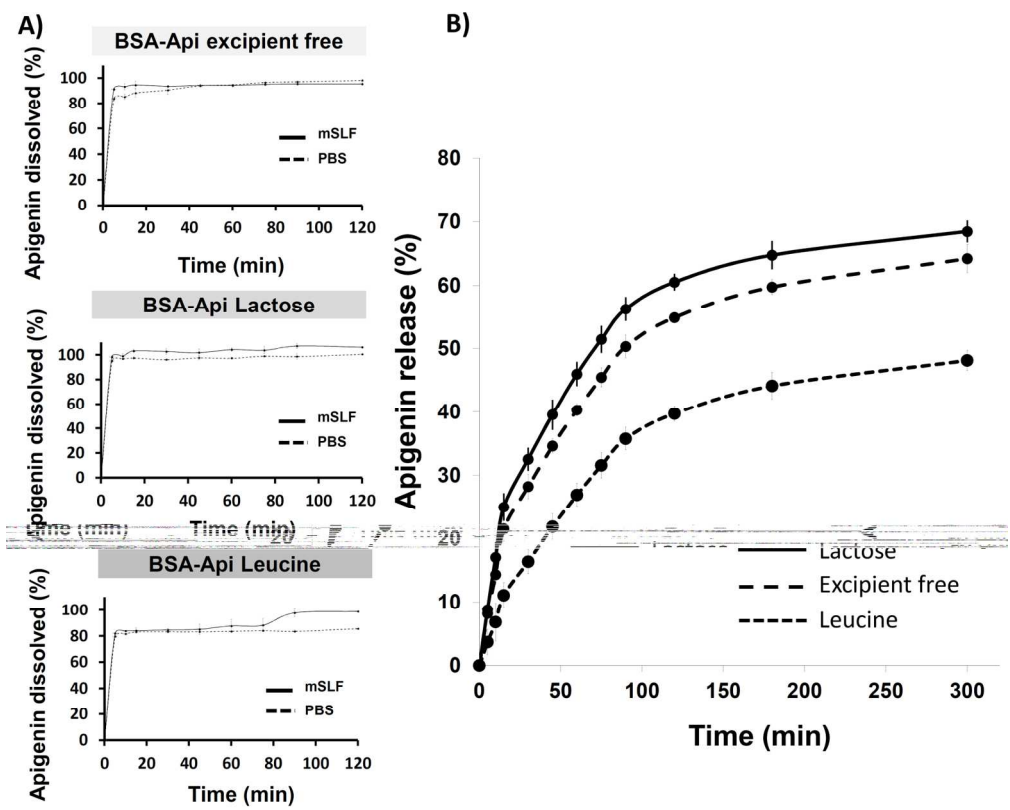 A)
BSA-Api excipient free
Apigenin dissolved (%)
100
80
60
40
20
0
mSLF
PBS
0 20 40 60 80 100 120
Time (min)
BSA-Api Lactose
pigenin dissolved (%)
100
80
60
40
20
0
mSLF
PBS
0 20 40 60 80 100 120
Time (min)
Time (min)
BSA-Api Leucine
Apigenin dissolved (%)
100
80
60
40
20
0
mSLF
PBS
0 20 40 60 80 100 120
Time (min)
B)
Apigenin release (%)
80
70
60
50
40
30
20
10
0
Lactose
Excipient free
Leucine
0 50 100 150 200 250 300
Time (min)